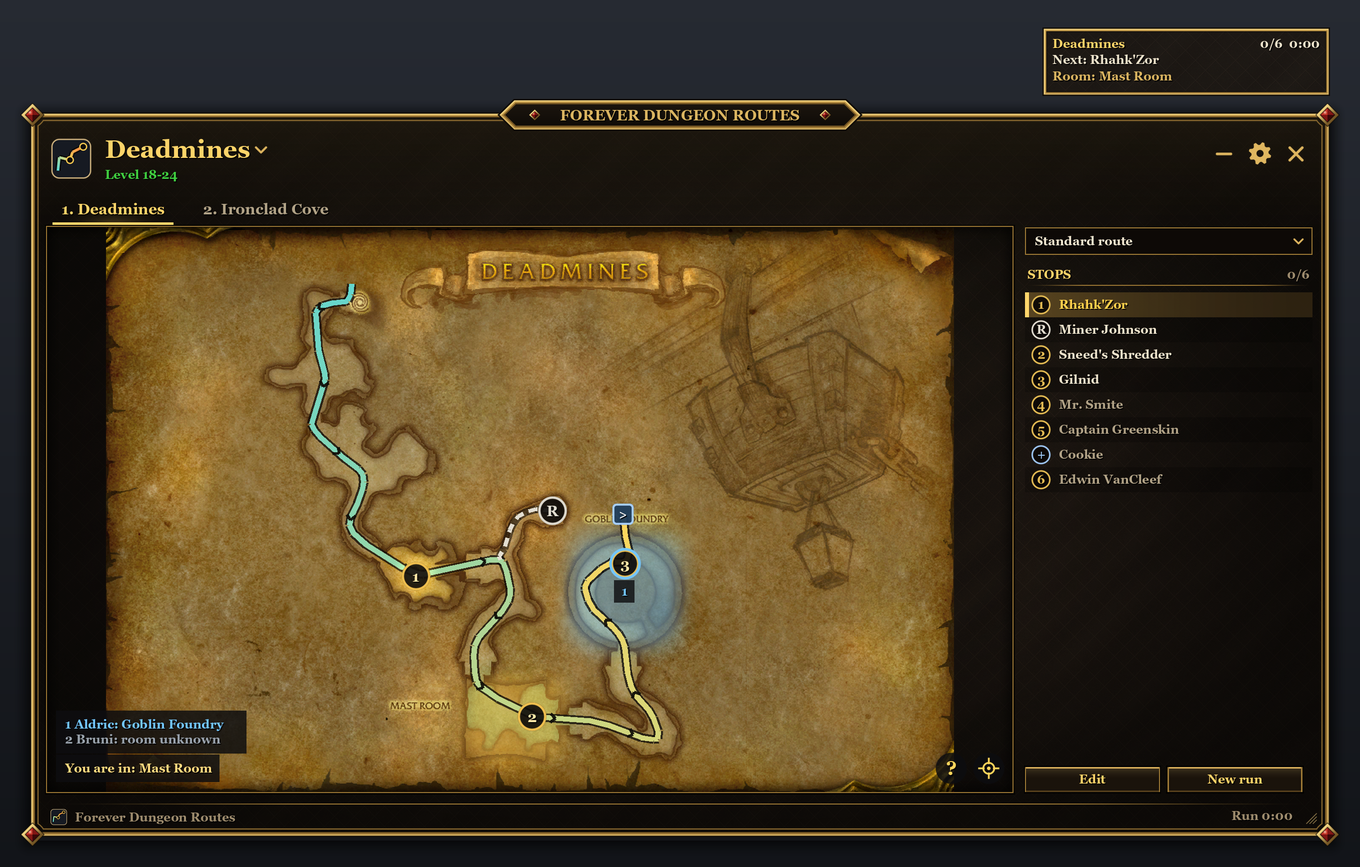 Deadmines 0/6 0:00
Next: Rhahk'Zor
Room: Mast Room
FOREVER DUNGEON ROUTES
Deadmines
Level 18-24
1. Deadmines
2. Ironclad Cove
DEADMINES
R
>
GOBL OUNDRY
3
1
1
MAST ROOM
2
1 Aldric: Goblin Foundry
2 Bruni: room unknown
You are in: Mast Room
?
Standard route
STOPS 0/6
1 Rhahk'Zor
R Miner Johnson
2 Sneed's Shredder
3 Gilnid
4 Mr. Smite
5 Captain Greenskin
+ Cookie
6 Edwin VanCleef
Edit
New run
Forever Dungeon Routes
Run 0:00